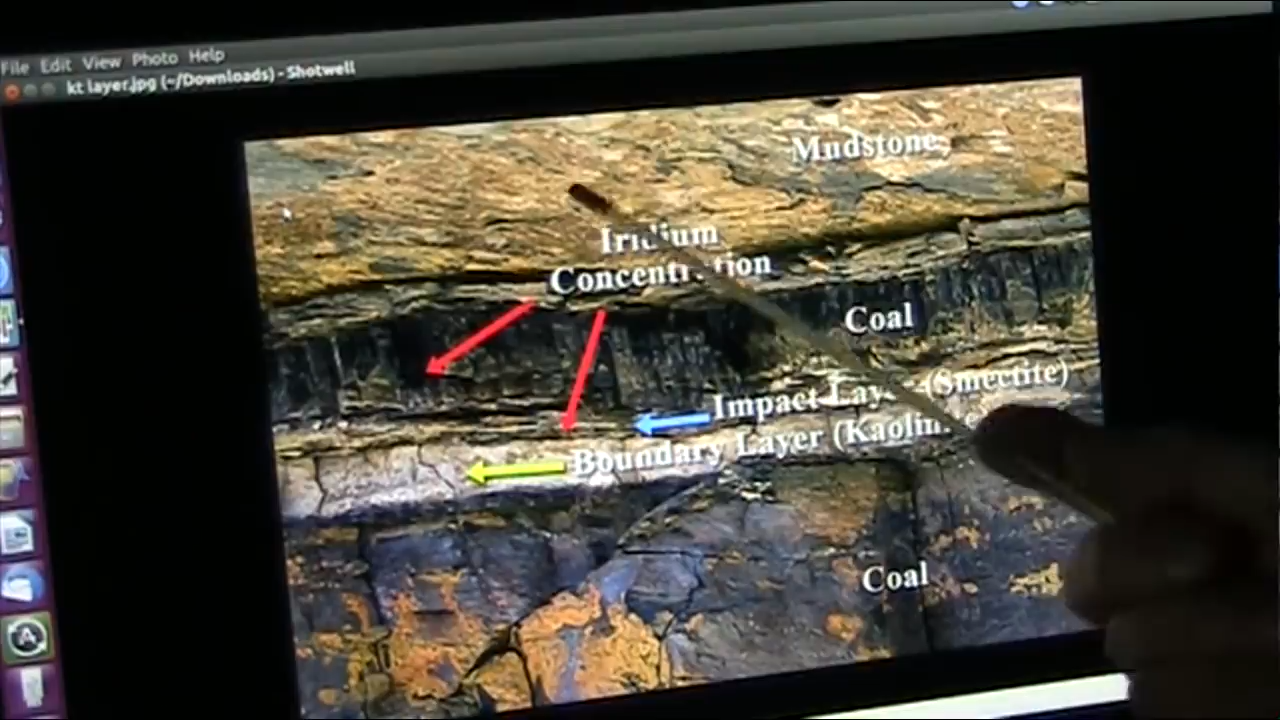 File Edit View Photo Help
kt layer.jpg (~/Downloads) - Shotwell
Mudstone
Iridium
Concentration
Coal
Impact Layer (Smectite)
Boundary Layer
Coal